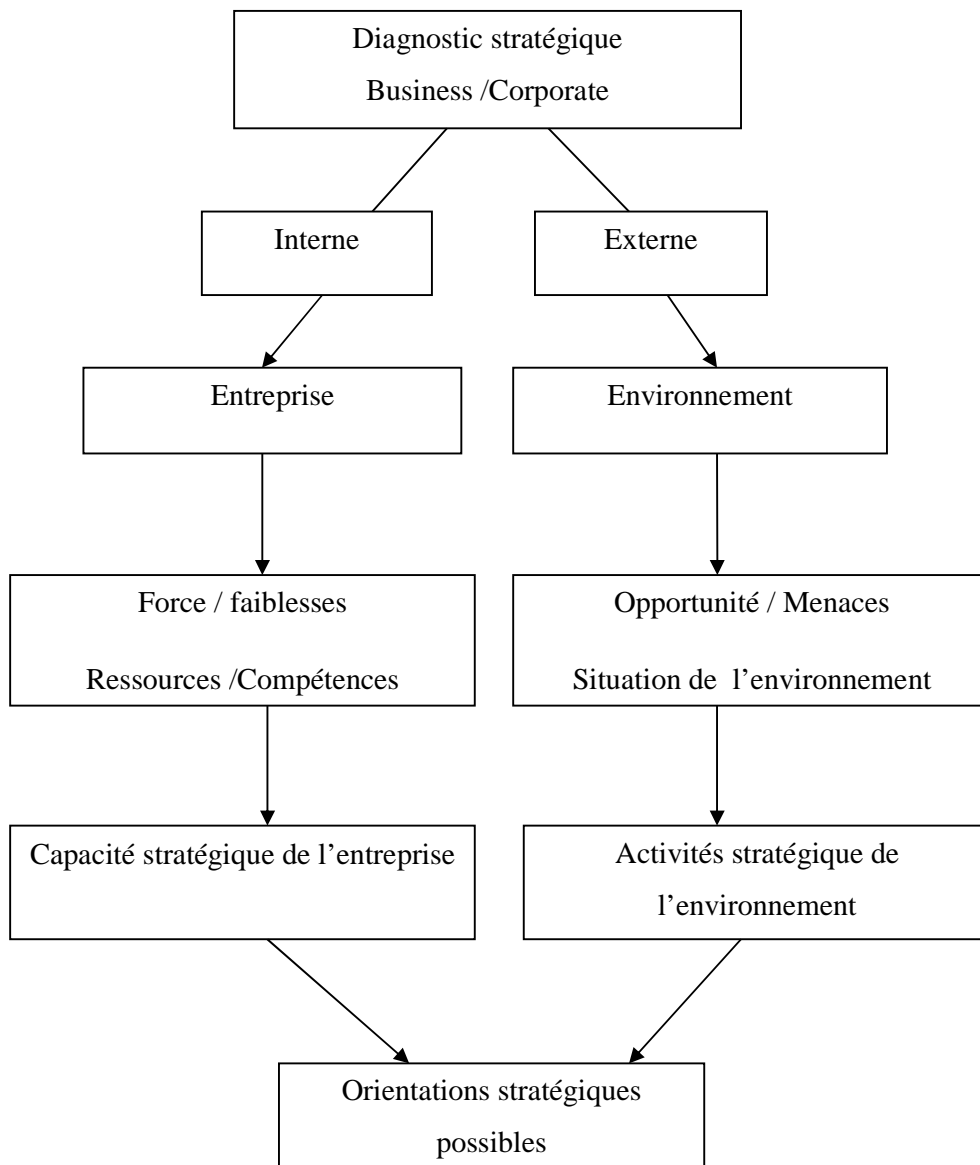 Diagnostic stratégique
Business /Corporate
Interne
Externe
Entreprise
Environnement
Force / faiblesses
Ressources /Compétences
Opportunité / Menaces
Situation de l’environnement
Capacité stratégique de l’entreprise
Activités stratégique de
l’environnement
Orientations stratégiques
possibles